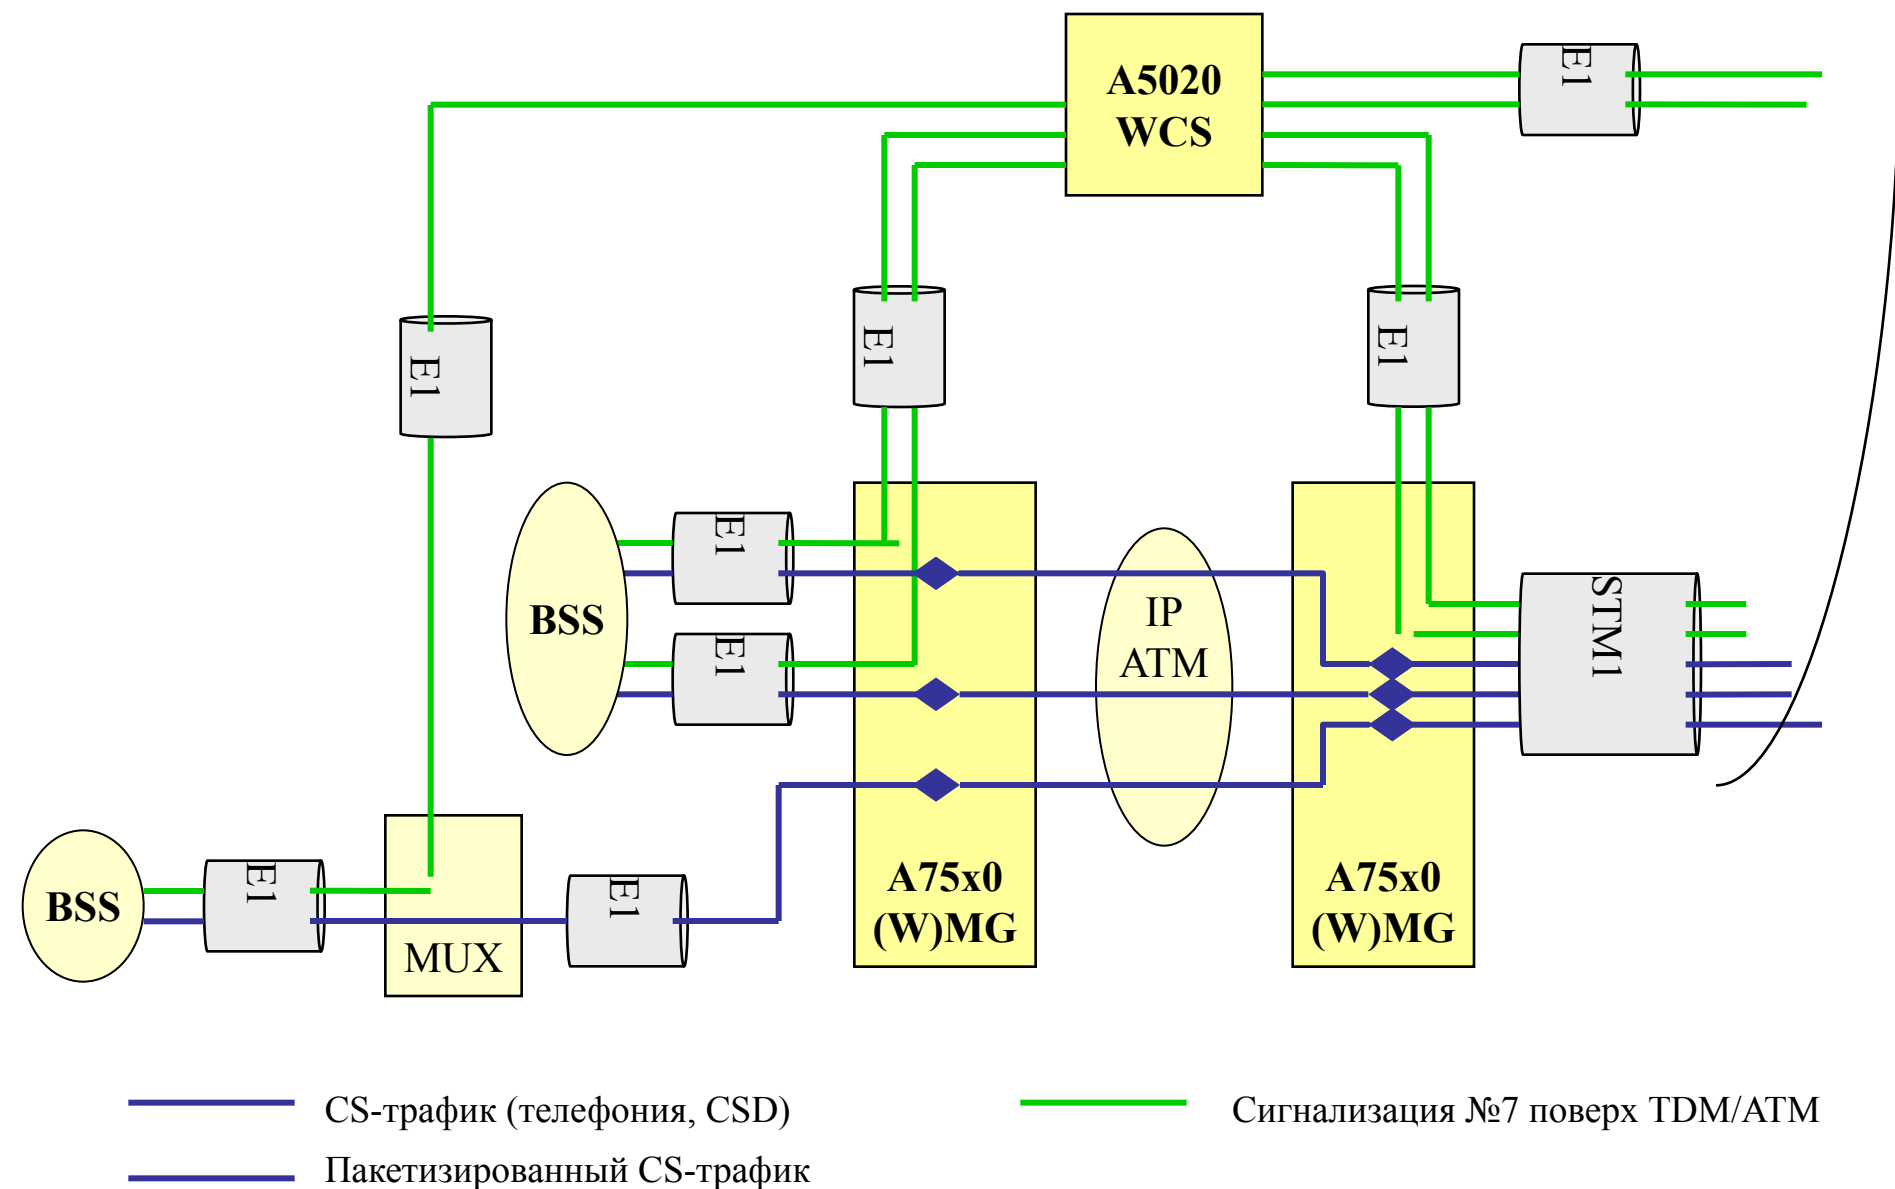 A5020
WCS
E1
E1
E1
E1
E1
BSS
E1
IP
ATM
STM1
BSS
E1
MUX
E1
A75x0
(W)MG
A75x0
(W)MG
CS-трафик (телефония, CSD)
Сигнализация №7 поверх TDM/ATM
Пакетизированный CS-трафик